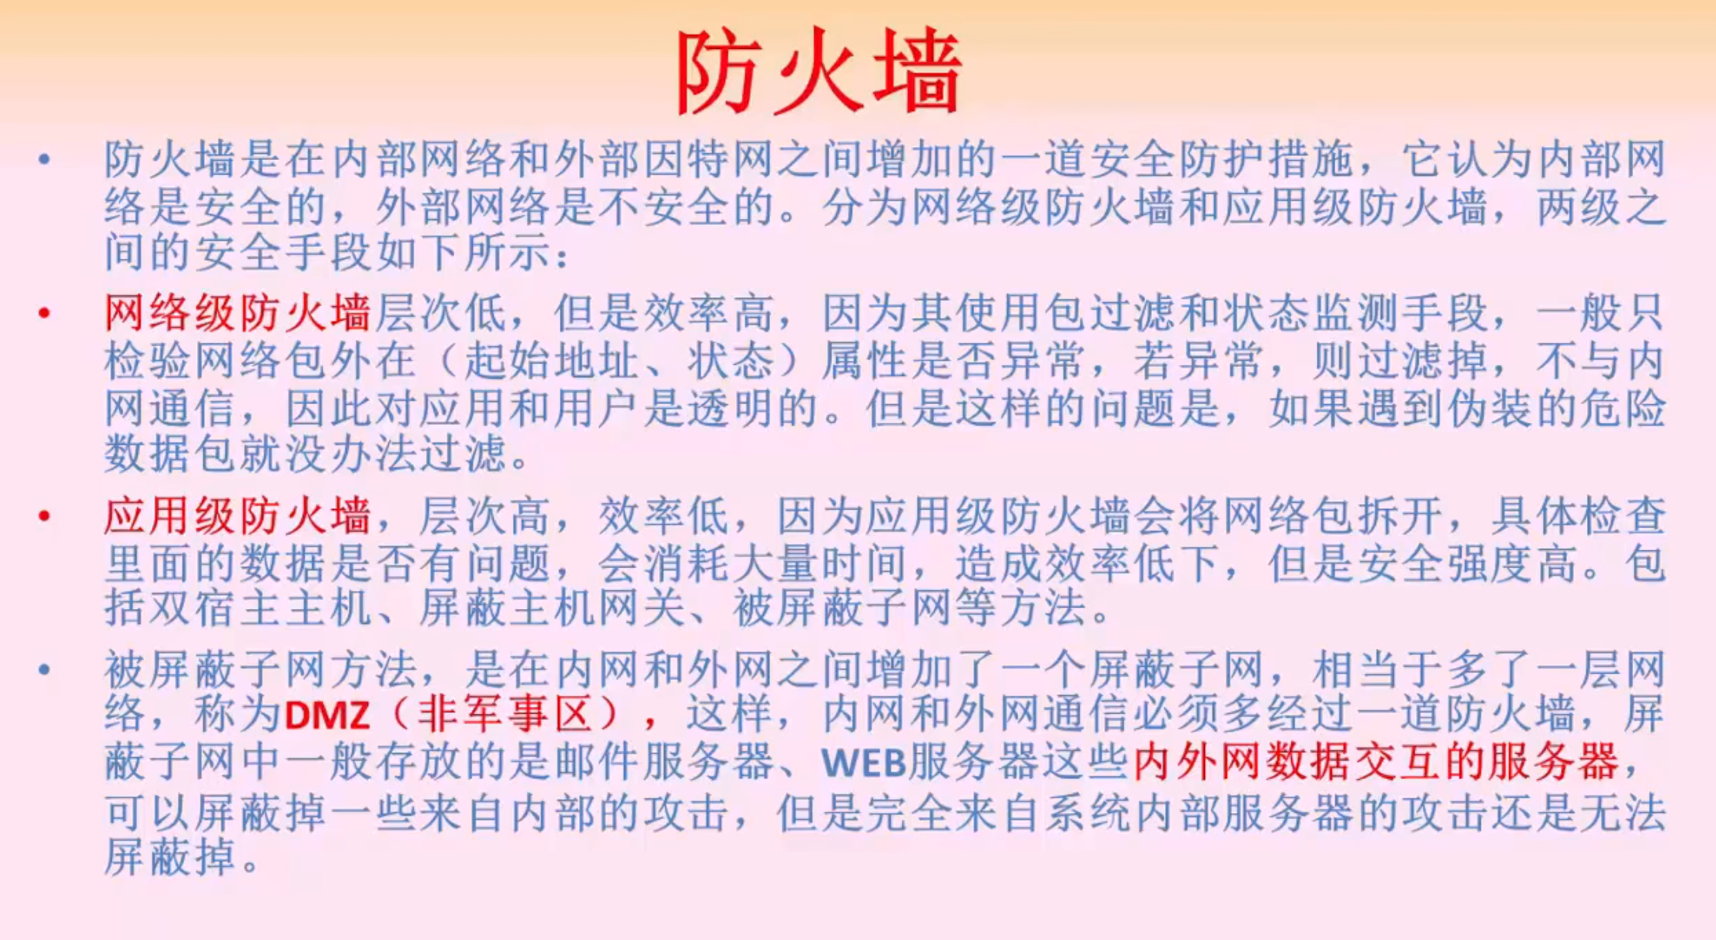 防火墙
• 防火墙是在内部网络和外部因特网之间增加的一道安全防护措施，它认为内部网
络是安全的，外部网络是不安全的。分为网络级防火墙和应用级防火墙，两级之
间的安全手段如下所示：
• 网络级防火墙层次低，但是效率高，因为其使用包过滤和状态监测手段，一般只
检验网络包外在（起始地址、状态）属性是否异常，若异常，则过滤掉，不与内
网通信，因此对应用和用户是透明的。但是这样的问题是，如果遇到伪装的危险
数据包就没办法过滤。
• 应用级防火墙，层次高，效率低，因为应用级防火墙会将网络包拆开，具体检查
里面的数据是否有问题，会消耗大量时间，造成效率低下，但是安全强度高。包
括双宿主主机、屏蔽主机网关、被屏蔽子网等方法。
• 被屏蔽子网方法，是在内网和外网之间增加了一个屏蔽子网，相当于多了一层网
络，称为DMZ（非军事区），这样，内网和外网通信必须多经过一道防火墙，屏
蔽子网中一般存放的是邮件服务器、WEB服务器这些内外网数据交互的服务器，
可以屏蔽掉一些来自内部的攻击，但是完全来自系统内部服务器的攻击还是无法
屏蔽掉。